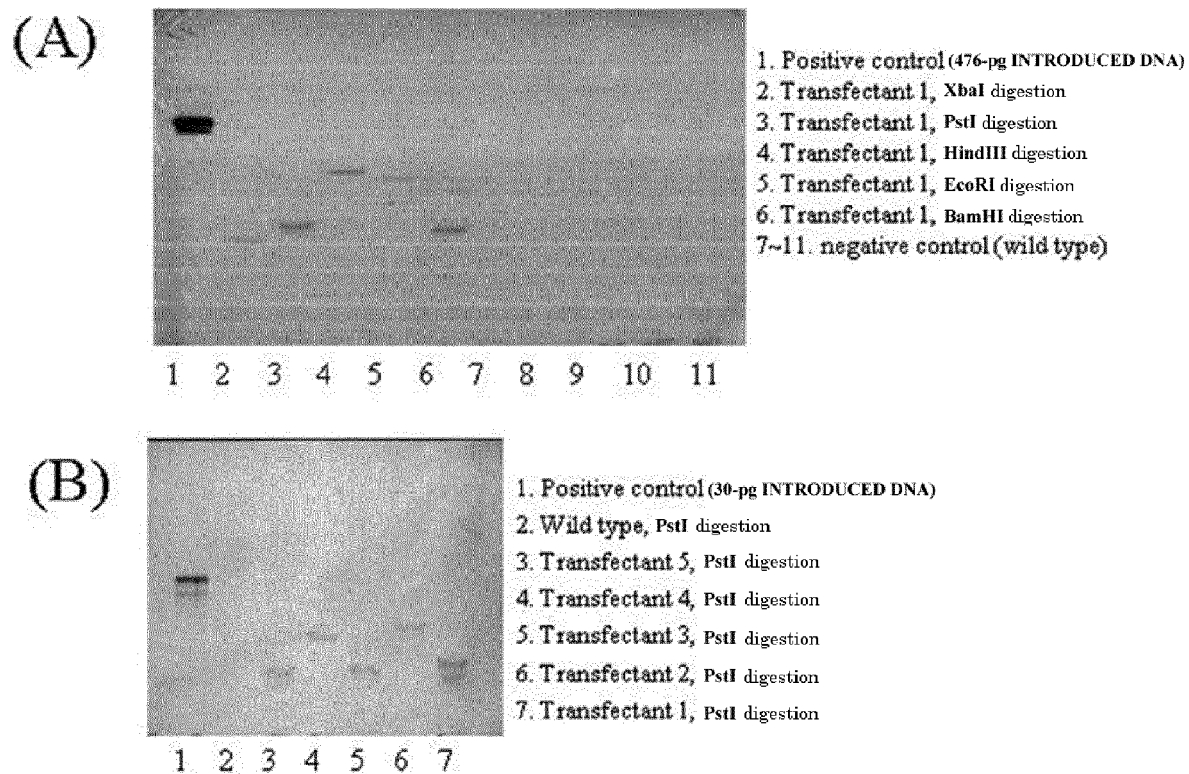 (A)
1. Positive control (476-pg INTRODUCED DNA)
2. Transfectant 1, XbaI digestion
3. Transfectant 1, PstI digestion
4. Transfectant 1, HindIII digestion
5. Transfectant 1, EcoRI digestion
6. Transfectant 1, BamHI digestion
7~11. negative control (wild type)
1 2 3 4 5 6 7 8 9 10 11
(B)
1. Positive control (30-pg INTRODUCED DNA)
2. Wild type, PstI digestion
3. Transfectant 5, PstI digestion
4. Transfectant 4, PstI digestion
5. Transfectant 3, PstI digestion
6. Transfectant 2, PstI digestion
7. Transfectant 1, PstI digestion
1 2 3 4 5 6 7